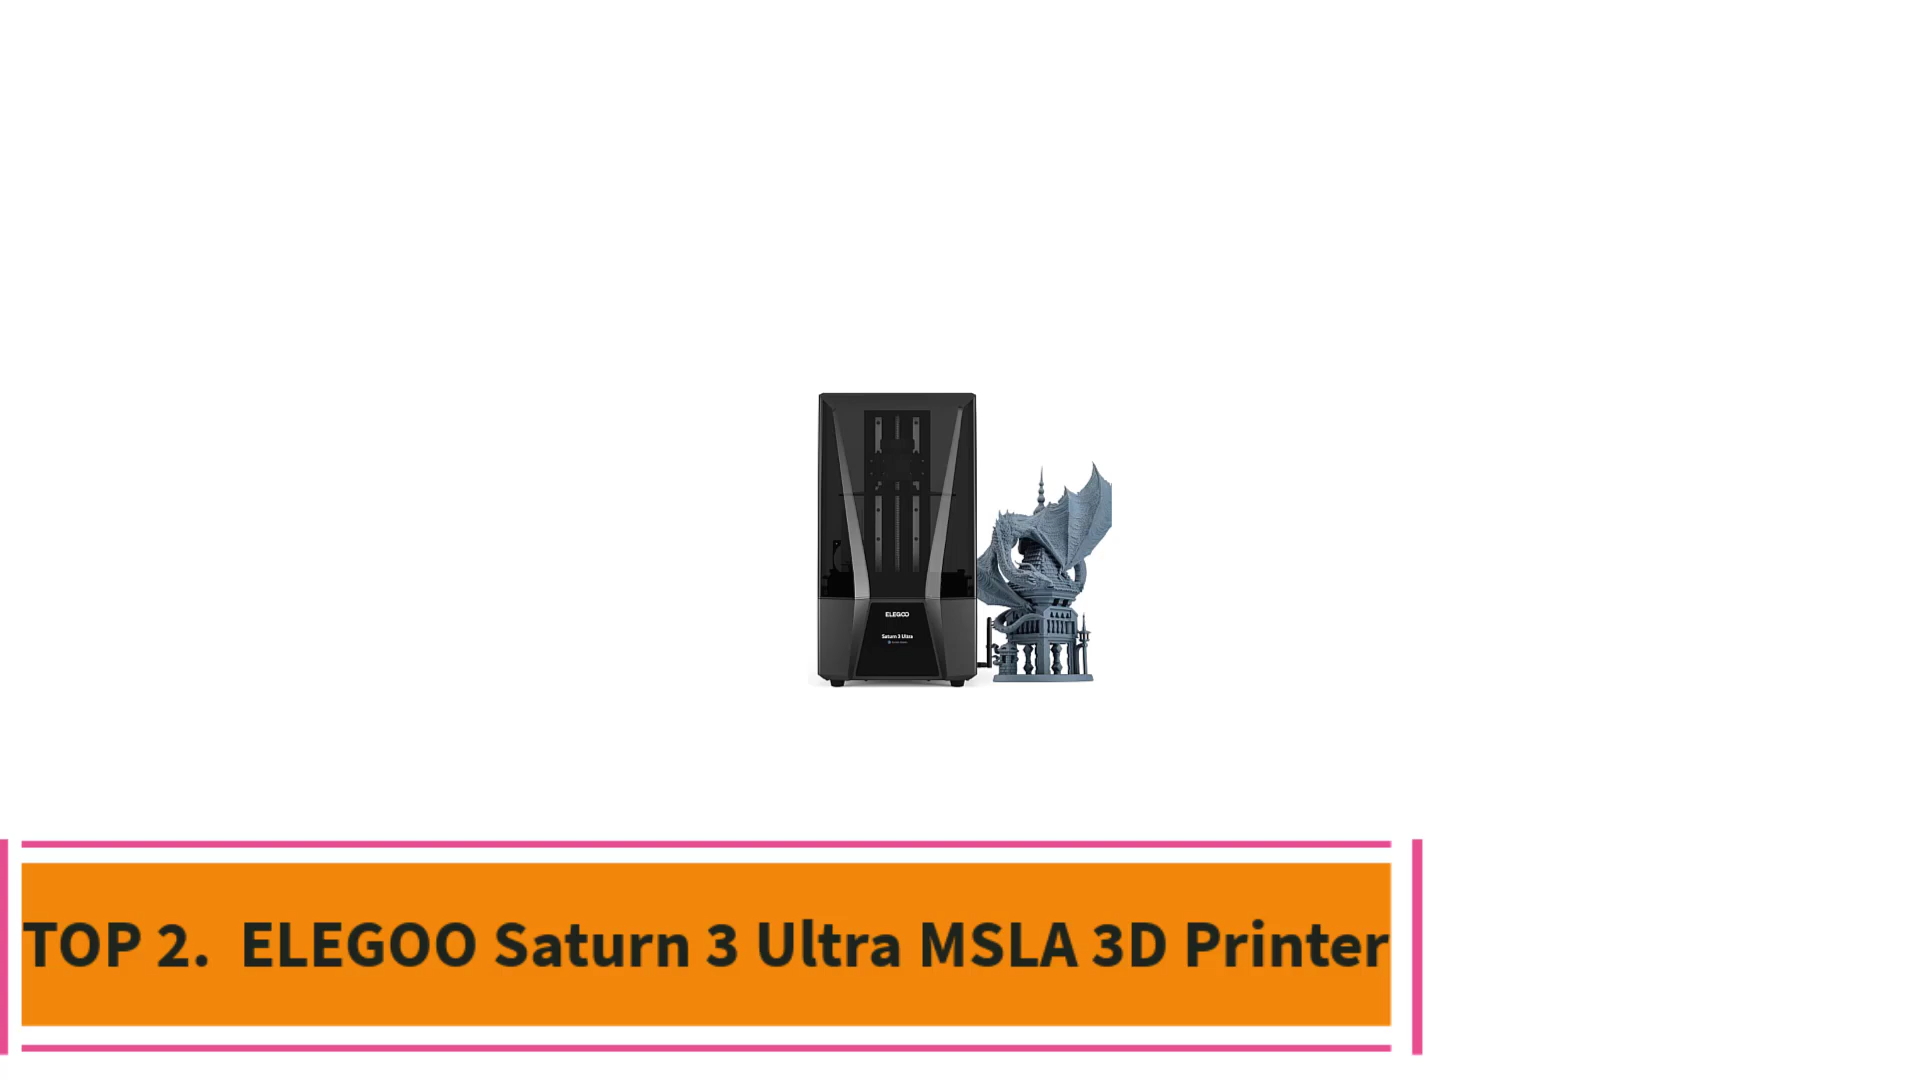 ELEGOO
Saturn 3 Ultra
TOP 2. ELEGOO Saturn 3 Ultra MSLA 3D Printer